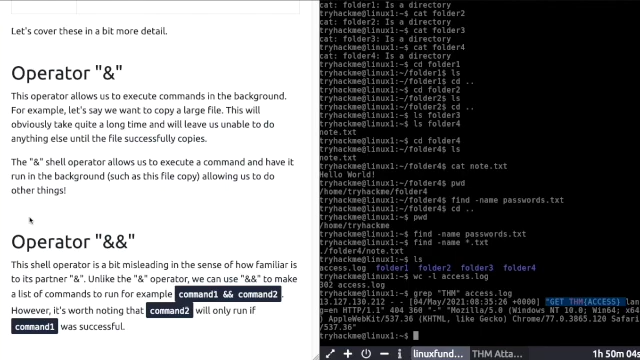 Let's cover these in a bit more detail.
Operator "&"
This operator allows us to execute commands in the background.
For example, let's say we want to copy a large file. This will
obviously take quite a long time and will leave us unable to do
anything else until the file successfully copies.
The "&" shell operator allows us to execute a command and have it
run in the background (such as this file copy) allowing us to do
other things!
Operator "&&"
This shell operator is a bit misleading in the sense of how familiar is
to its partner "&". Unlike the "&" operator, we can use "&&" to make
a list of commands to run for example command1 && command2.
However, it's worth noting that command2 will only run if
command1 was successful.
cat: folder1: Is a directory
tryhackme@linux1:~$ cat folder2
cat: folder2: Is a directory
tryhackme@linux1:~$ cat folder3
cat: folder3: Is a directory
tryhackme@linux1:~$ cat folder4
cat: folder4: Is a directory
tryhackme@linux1:~$ cd folder1
tryhackme@linux1:~/folder1$ ls
tryhackme@linux1:~/folder1$ cd ..
tryhackme@linux1:~$ cd folder2
tryhackme@linux1:~/folder2$ ls
tryhackme@linux1:~/folder2$ cd ..
tryhackme@linux1:~$ ls folder3
tryhackme@linux1:~$ ls folder4
note.txt
tryhackme@linux1:~$ cd folder4
tryhackme@linux1:~/folder4$ ls
note.txt
tryhackme@linux1:~/folder4$ cat note.txt
Hello World!
tryhackme@linux1:~/folder4$ pwd
/home/tryhackme/folder4
tryhackme@linux1:~/folder4$ find -name passwords.txt
tryhackme@linux1:~/folder4$ cd ..
tryhackme@linux1:~$ pwd
/home/tryhackme
tryhackme@linux1:~$ find -name passwords.txt
tryhackme@linux1:~$ find -name *.txt
./folder4/note.txt
tryhackme@linux1:~$ ls
access.log folder1 folder2 folder3 folder4
tryhackme@linux1:~$ wc -l access.log
302 access.log
tryhackme@linux1:~$ grep "THM" access.log
13.127.130.212 - - [04/May/2021:08:35:26 +0000] "GET THM{ACCESS} lan
g=en HTTP/1.1" 404 360 "-" "Mozilla/5.0 (Windows NT 10.0; Win64; x6
4) AppleWebKit/537.36 (KHTML, like Gecko) Chrome/77.0.3865.120 Safar
i/537.36"
tryhackme@linux1:~$
linuxfund... THM Atta... 1h 50m 04s